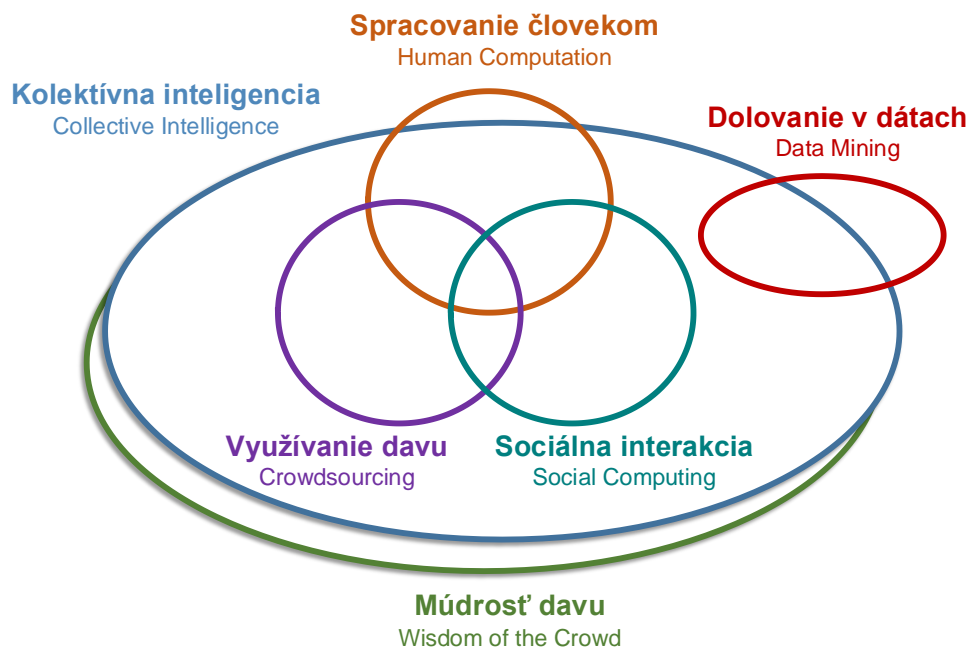 Spracovanie človekom
Human Computation
Kolektívna inteligencia
Collective Intelligence
Dolovanie v dátach
Data Mining
Využívanie davu
Crowdsourcing
Sociálna interakcia
Social Computing
Múdrosť davu
Wisdom of the Crowd